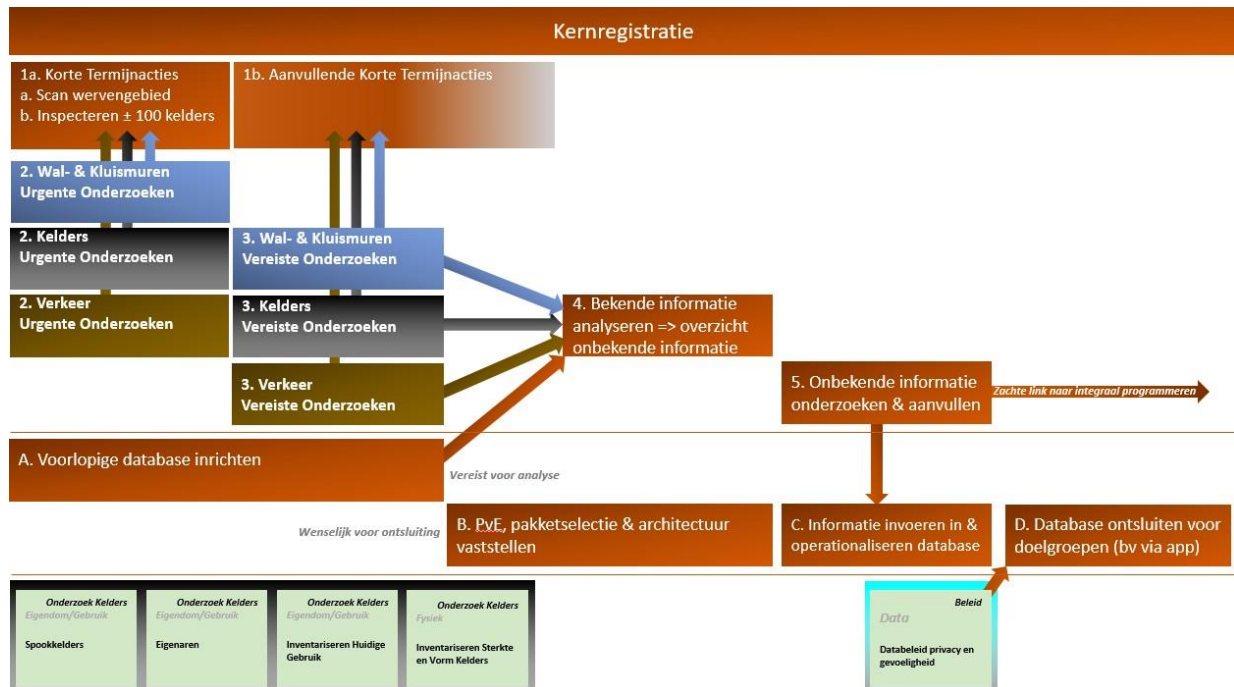 Kernregistratie
1a. Korte Termijnacties
a. Scan wervengebied
b. Inspecteren ± 100 kelders
1b. Aanvullende Korte Termijnacties
2. Wal- & Kluismuren
Urgente Onderzoeken
2. Kelders
Urgente Onderzoeken
3. Wal- & Kluismuren
Vereiste Onderzoeken
2. Verkeer
Urgente Onderzoeken
3. Kelders
Vereiste Onderzoeken
4. Bekende informatie
analyseren => overzicht
onbekende informatie
3. Verkeer
Vereiste Onderzoeken
5. Onbekende informatie
onderzoeken & aanvullen
Zachte link naar integraal programmeren
A. Voorlopige database inrichten
Vereist voor analyse
Wenselijk voor ontsluiting
B. PvE, pakketselectie & architectuur
vaststellen
C. Informatie invoeren in &
operationaliseren database
D. Database ontsluiten voor
doelgroepen (bv via app)
Onderzoek Kelders
Eigendom/Gebruik
Spookkelders
Onderzoek Kelders
Eigendom/Gebruik
Eigenaren
Onderzoek Kelders
Eigendom/Gebruik
Inventariseren Huidige
Gebruik
Onderzoek Kelders
Fysiek
Inventariseren Sterkte
en Vorm Kelders
Beleid
Data
Databeleid privacy en
gevoeligheid